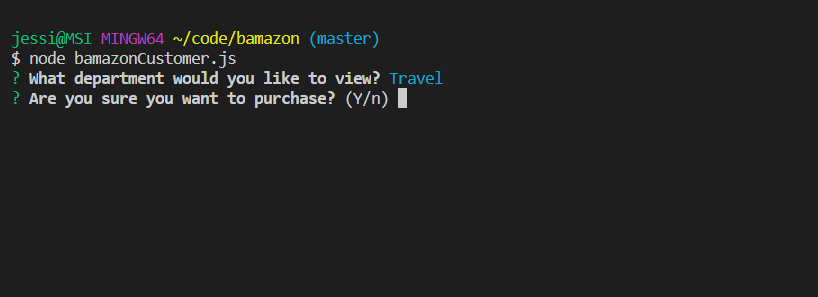 jessi@MSI MINGW64 ~/code/bamazon (master)
$ node bamazonCustomer.js
? What department would you like to view? Travel
? Are you sure you want to purchase? (Y/n)